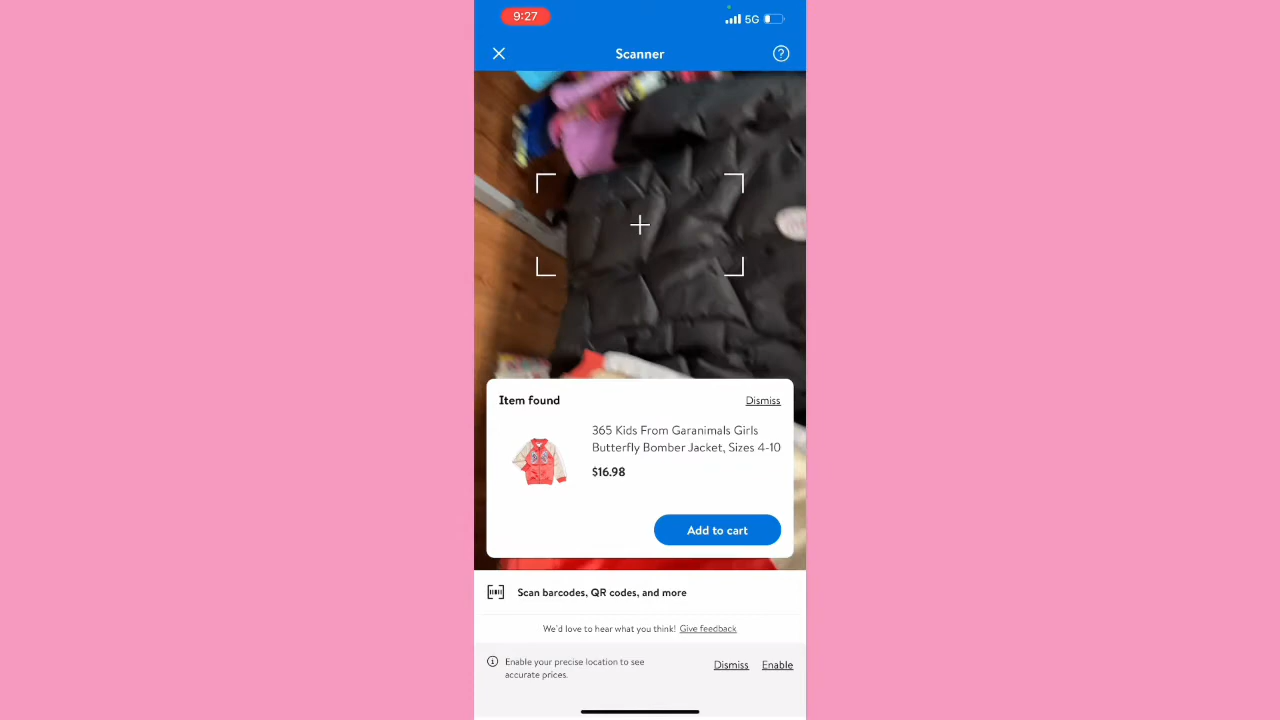 9:27
5G
Scanner
Item found
Dismiss
365 Kids From Garanimals Girls
Butterfly Bomber Jacket, Sizes 4-10
$16.98
Add to cart
Scan barcodes, QR codes, and more
We'd love to hear what you think! Give feedback
Enable your precise location to see
accurate prices.
Dismiss
Enable